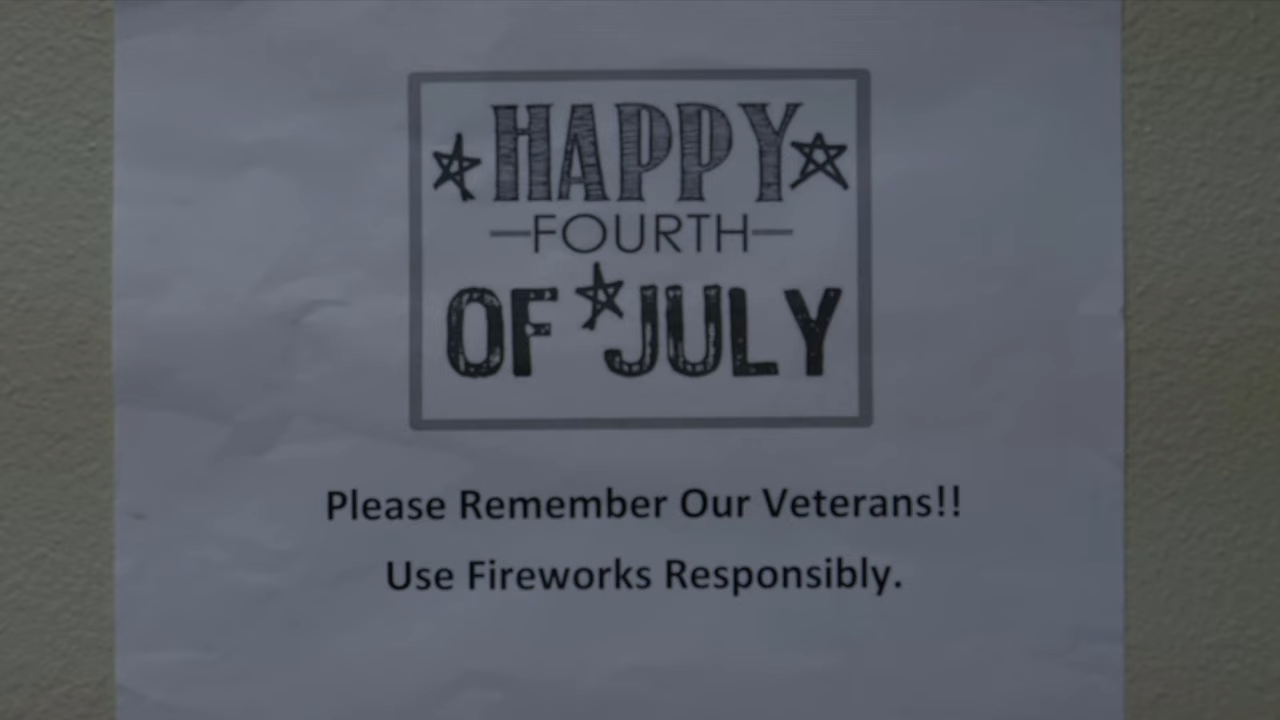 HAPPY
FOURTH
OF JULY
Please Remember Our Veterans!!
Use Fireworks Responsibly.